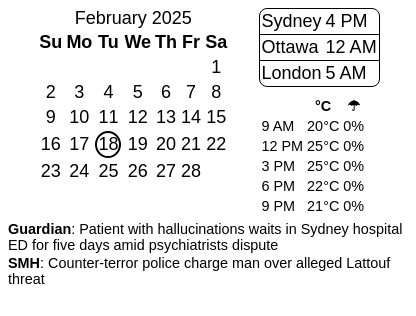 February 2025
Su Mo Tu We Th Fr Sa
1
2 3 4 5 6 7 8
9 10 11 12 13 14 15
16 17 18 19 20 21 22
23 24 25 26 27 28
Sydney 4 PM
Ottawa 12 AM
London 5 AM
°C ☂
9 AM 20°C 0%
12 PM 25°C 0%
3 PM 25°C 0%
6 PM 22°C 0%
9 PM 21°C 0%
Guardian: Patient with hallucinations waits in Sydney hospital
ED for five days amid psychiatrists dispute
SMH: Counter-terror police charge man over alleged Lattouf
threat